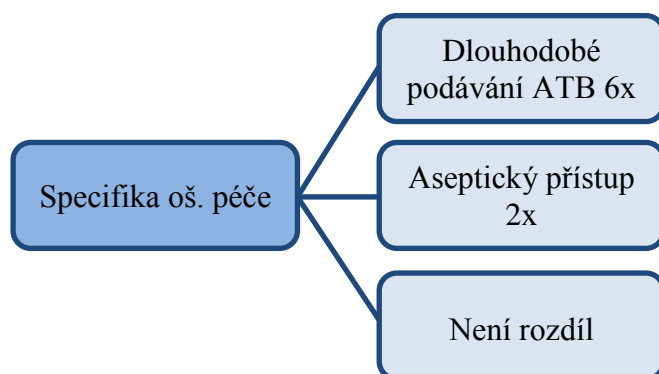 Dlouhodobé
podávání ATB 6x
Specifika oš. péče
Aseptický přístup
2x
Není rozdíl